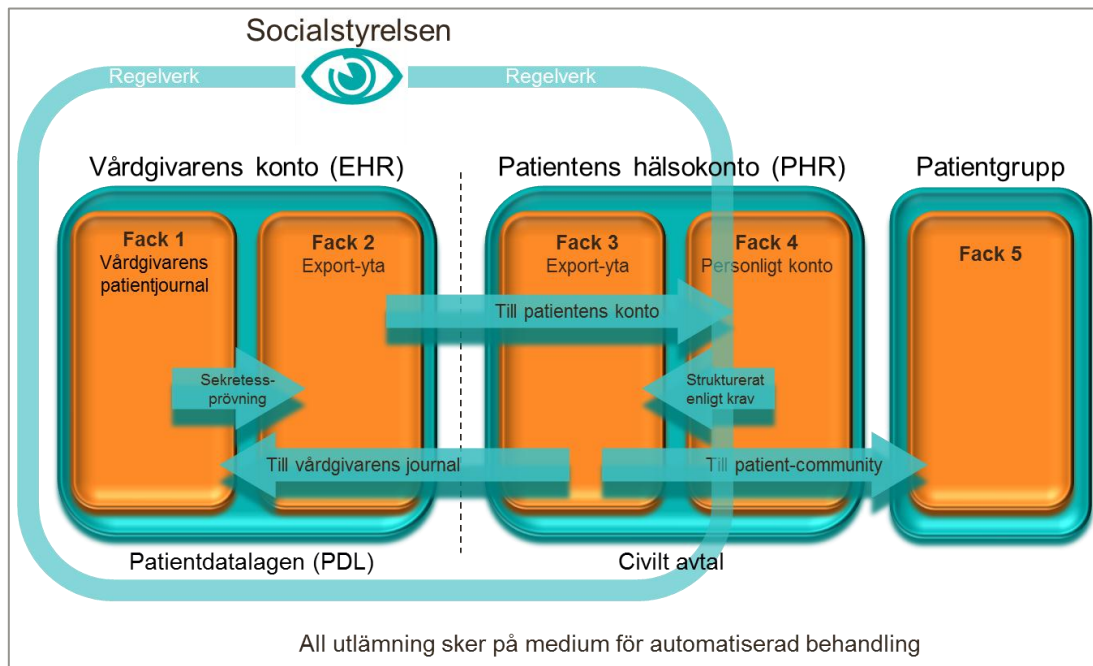 Socialstyrelsen
Regelverk
Regelverk
Vårdgivarens konto (EHR)
Patientens hälsokonto (PHR)
Patientgrupp
Fack 1
Vårdgivarens
patientjournal
Fack 2
Export-yta
Fack 3
Export-yta
Fack 4
Personligt konto
Fack 5
Till patientens konto
Sekretess-
prövning
Strukturerat
enligt krav
Till vårdgivarens journal
Till patient-community
Patientdatalagen (PDL)
Civilt avtal
All utlämning sker på medium för automatiserad behandling